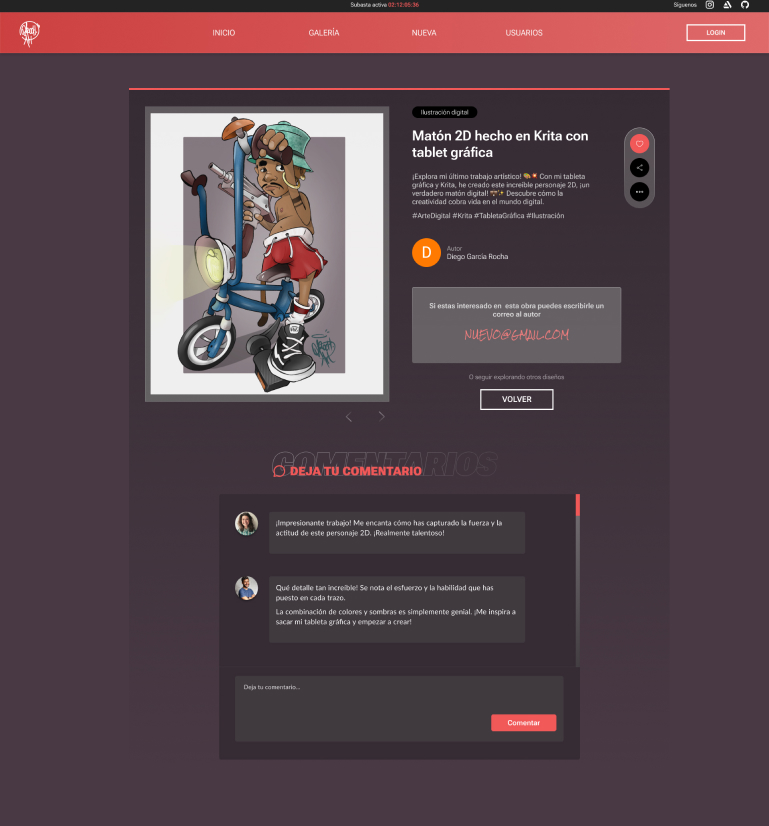 Subasta activa 02:12:05:36
Síguenos
INICIO
GALERÍA
NUEVA
USUARIOS
LOGIN
Ilustración digital
Matón 2D hecho en Krita con
tablet gráfica
¡Explora mi último trabajo artístico! 🎨💥 Con mi tableta
gráfica y Krita, he creado este increíble personaje 2D, ¡un
verdadero matón digital! Descubre cómo la
creatividad cobra vida en el mundo digital.
#ArteDigital #Krita #TabletaGráfica #Ilustración
D
Autor
Diego García Rocha
Si estas interesado en esta obra puedes escribirle un
correo al autor
NUEVO@GMAIL.COM
O seguir explorando otros diseños
VOLVER
COMENTARIOS
DEJA TU COMENTARIO
¡Impresionante trabajo! Me encanta cómo has capturado la fuerza y la
actitud de este personaje 2D. ¡Realmente talentoso!
Qué detalle tan increíble! Se nota el esfuerzo y la habilidad que has
puesto en cada trazo.
La combinación de colores y sombras es simplemente genial. ¡Me inspira a
sacar mi tableta gráfica y empezar a crear!
Deja tu comentario...
Comentar